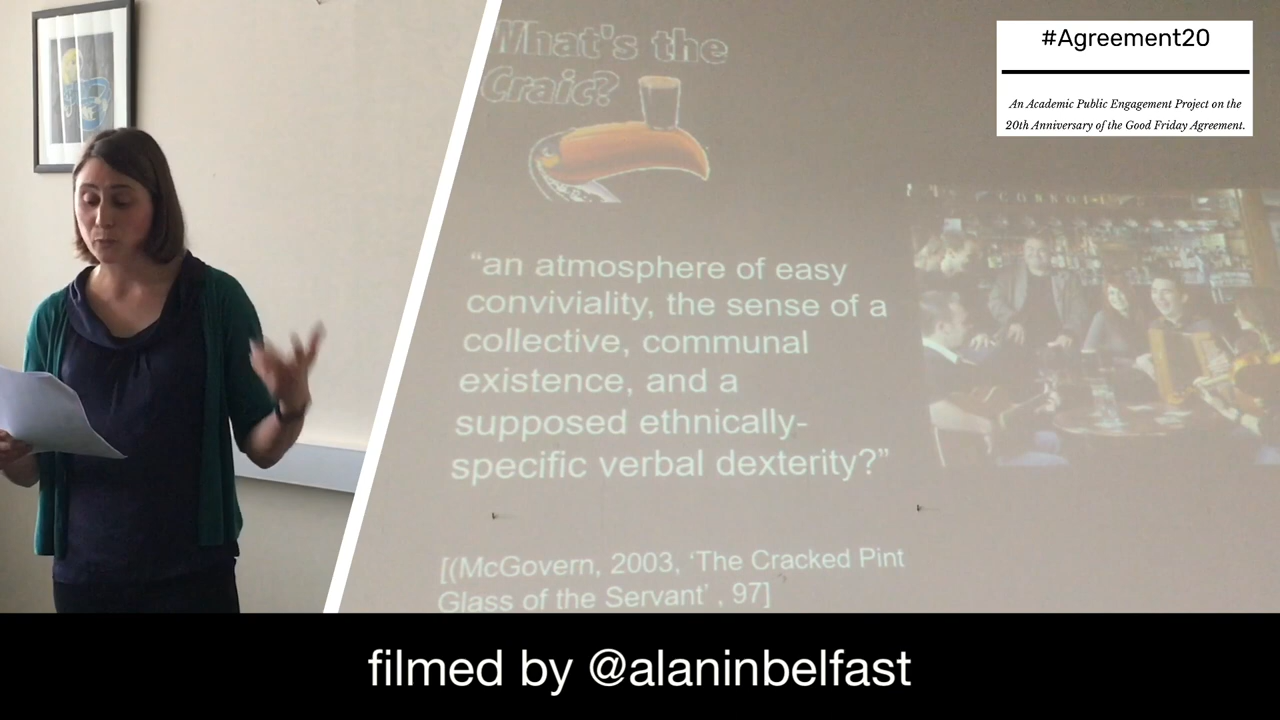 What's the
Craic?
#Agreement20
An Academic Public Engagement Project on the
20th Anniversary of the Good Friday Agreement.
“an atmosphere of easy
conviviality, the sense of a
collective, communal
existence, and a
supposed ethnically-
specific verbal dexterity?”
[(McGovern, 2003, ‘The Cracked Pint
Glass of the Servant’ , 97]
filmed by @alaninbelfast